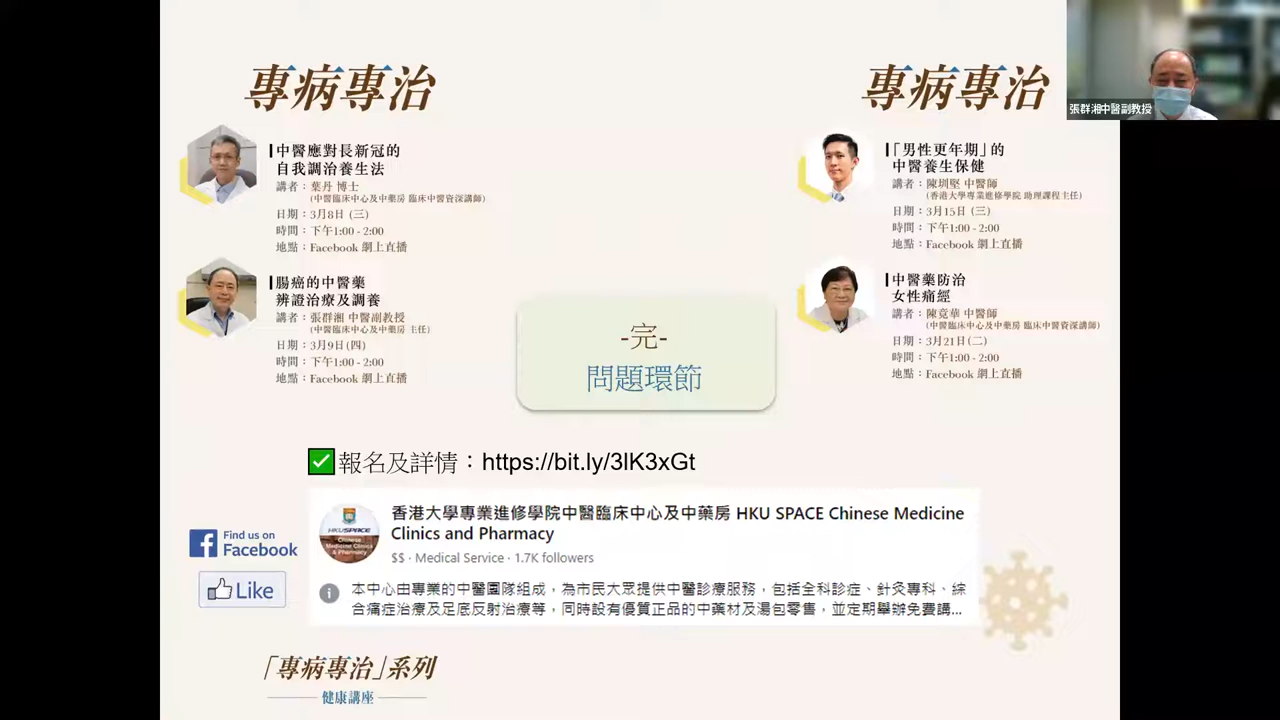 專病專治
中醫應對長新冠的
自我調治養生法
講者：葉丹 博士
(中醫臨床中心及中藥房 臨床中醫資深講師)
日期：3月8日 (三)
時間：下午1:00 - 2:00
地點：Facebook 網上直播
腸癌的中醫藥
辨證治療及調養
講者：張群湘 中醫副教授
(中醫臨床中心及中藥房 主任)
日期：3月9日(四)
時間：下午1:00 - 2:00
地點：Facebook 網上直播
專病專治
「男性更年期」的
中醫養生保健
講者：陳圳堅 中醫師
(香港大學專業進修學院 助理課程主任)
日期：3月15日 (三)
時間：下午1:00 - 2:00
地點：Facebook 網上直播
中醫藥防治
女性痛經
講者：陳竟華 中醫師
(中醫臨床中心及中藥房 臨床中醫資深講師)
日期：3月21日(二)
時間：下午1:00 - 2:00
地點：Facebook 網上直播
張群湘中醫副教授
-完-
問題環節
報名及詳情：https://bit.ly/3lK3xGt
Find us on
Facebook
Like
HKU SPACE
Chinese
Medicine Clinics
& Pharmacy
香港大學專業進修學院中醫臨床中心及中藥房 HKU SPACE Chinese Medicine
Clinics and Pharmacy
$$ · Medical Service · 1.7K followers
本中心由專業的中醫團隊組成，為市民大眾提供中醫診療服務，包括全科診症、針灸專科、綜
合痛症治療及足底反射治療等，同時設有優質正品的中藥材及湯包零售，並定期舉辦免費講...
「專病專治」系列
健康講座